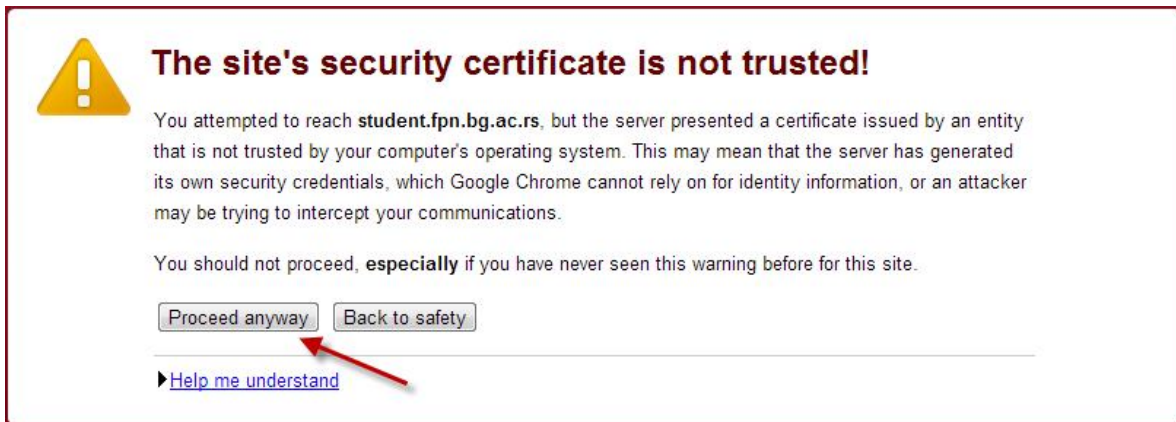 The site's security certificate is not trusted!
You attempted to reach student.fpn.bg.ac.rs, but the server presented a certificate issued by an entity
that is not trusted by your computer's operating system. This may mean that the server has generated
its own security credentials, which Google Chrome cannot rely on for identity information, or an attacker
may be trying to intercept your communications.
You should not proceed, especially if you have never seen this warning before for this site.
Proceed anyway Back to safety
Help me understand